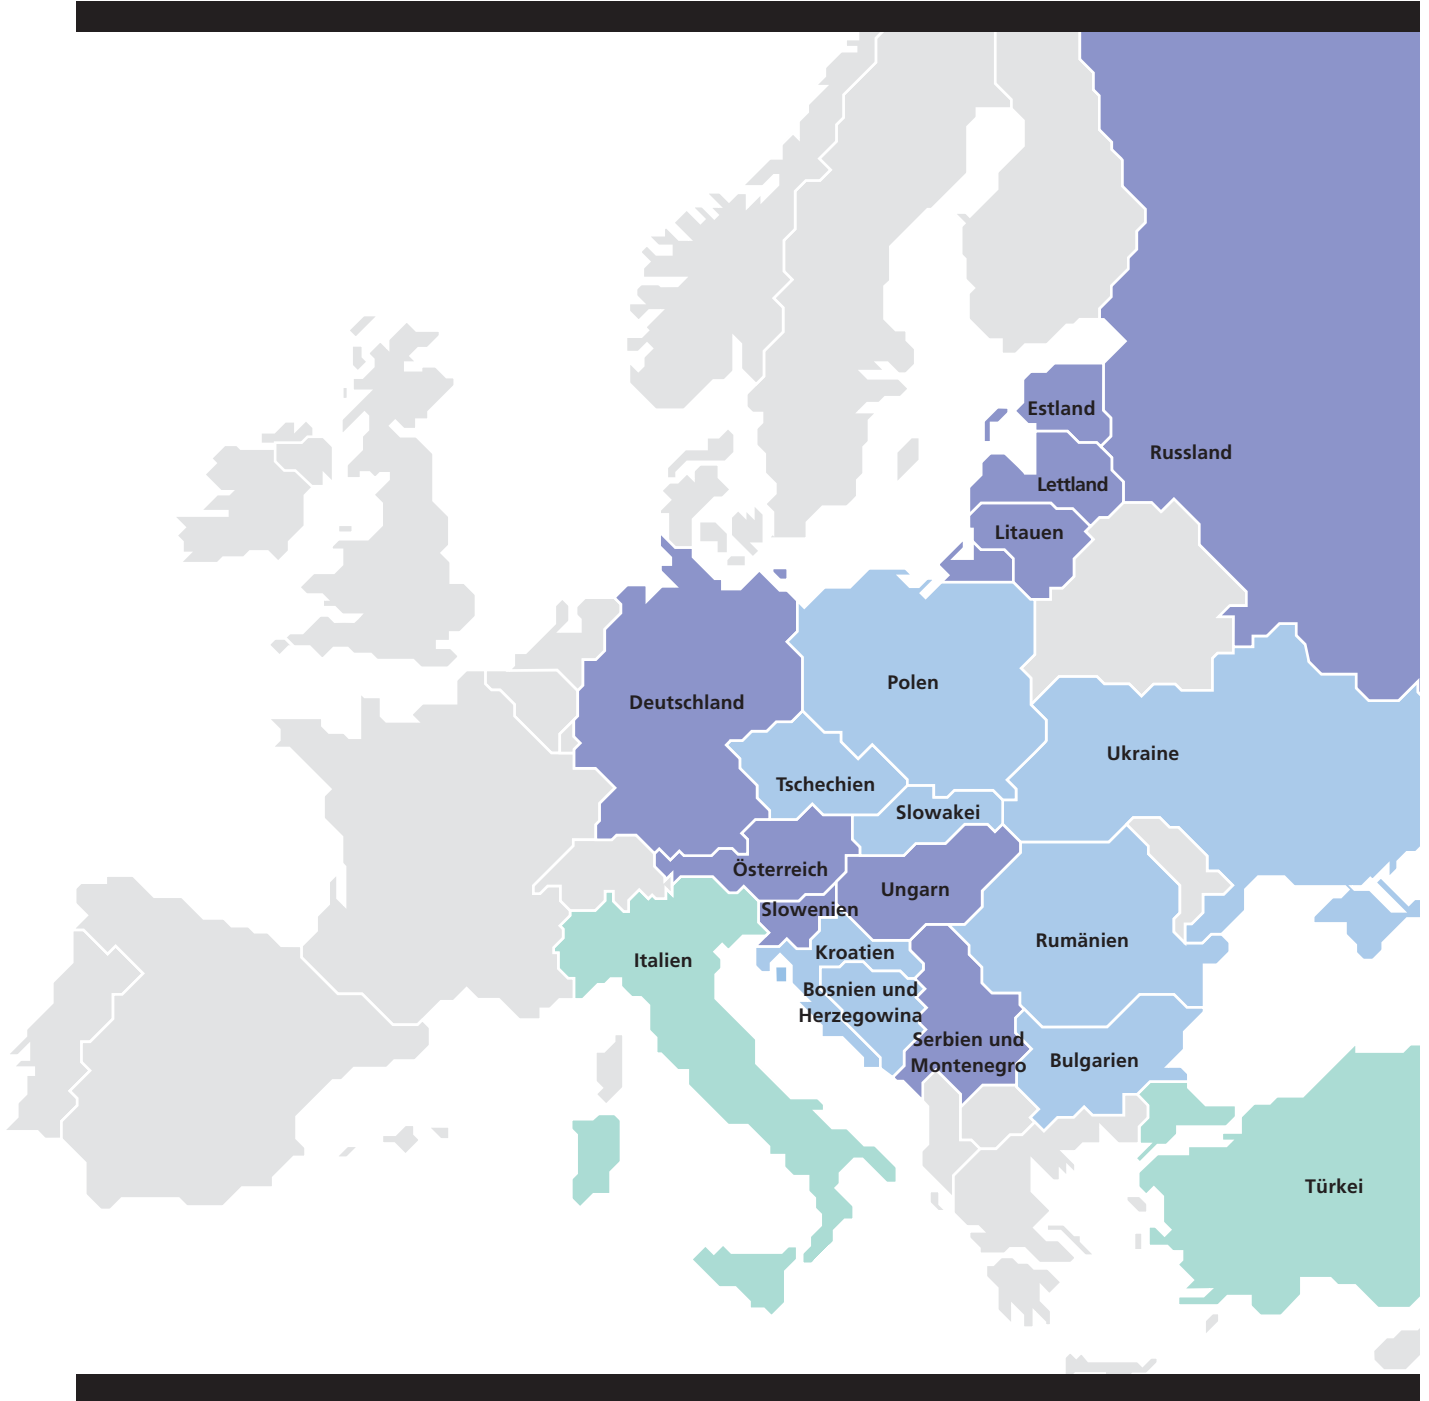 Estland
Russland
Lettland
Litauen
Polen
Deutschland
Ukraine
Tschechien
Slowakei
Österreich
Ungarn
Slowenien
Rumänien
Kroatien
Italien
Bosnien und
Herzegowina
Serbien und
Montenegro
Bulgarien
Türkei